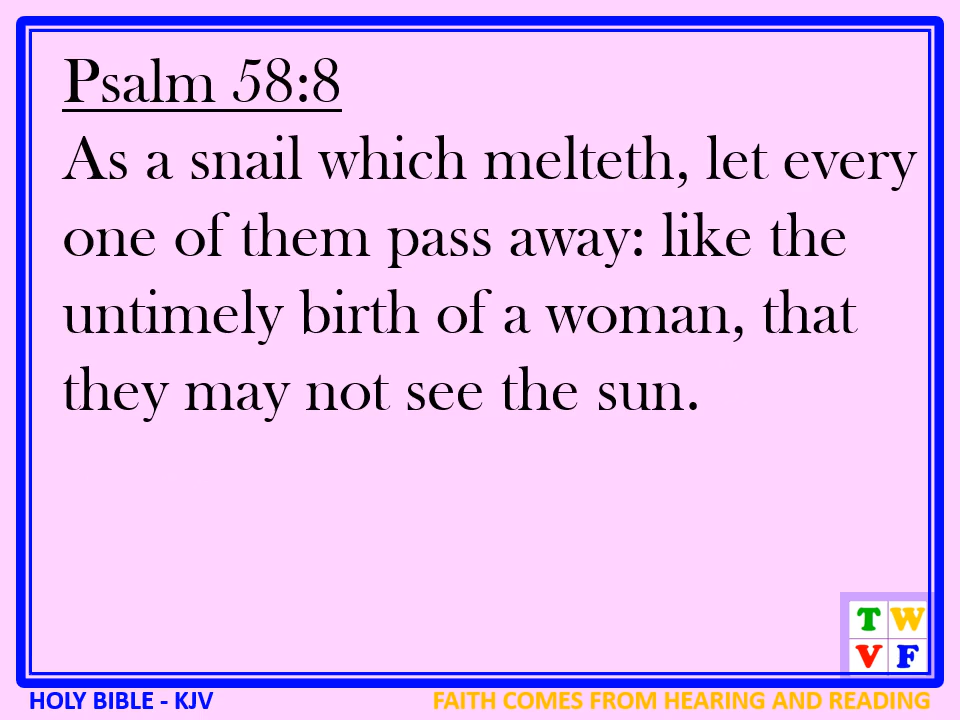 Psalm 58:8
As a snail which melteth, let every
one of them pass away: like the
untimely birth of a woman, that
they may not see the sun.
T W
V F
HOLY BIBLE - KJV FAITH COMES FROM HEARING AND READING